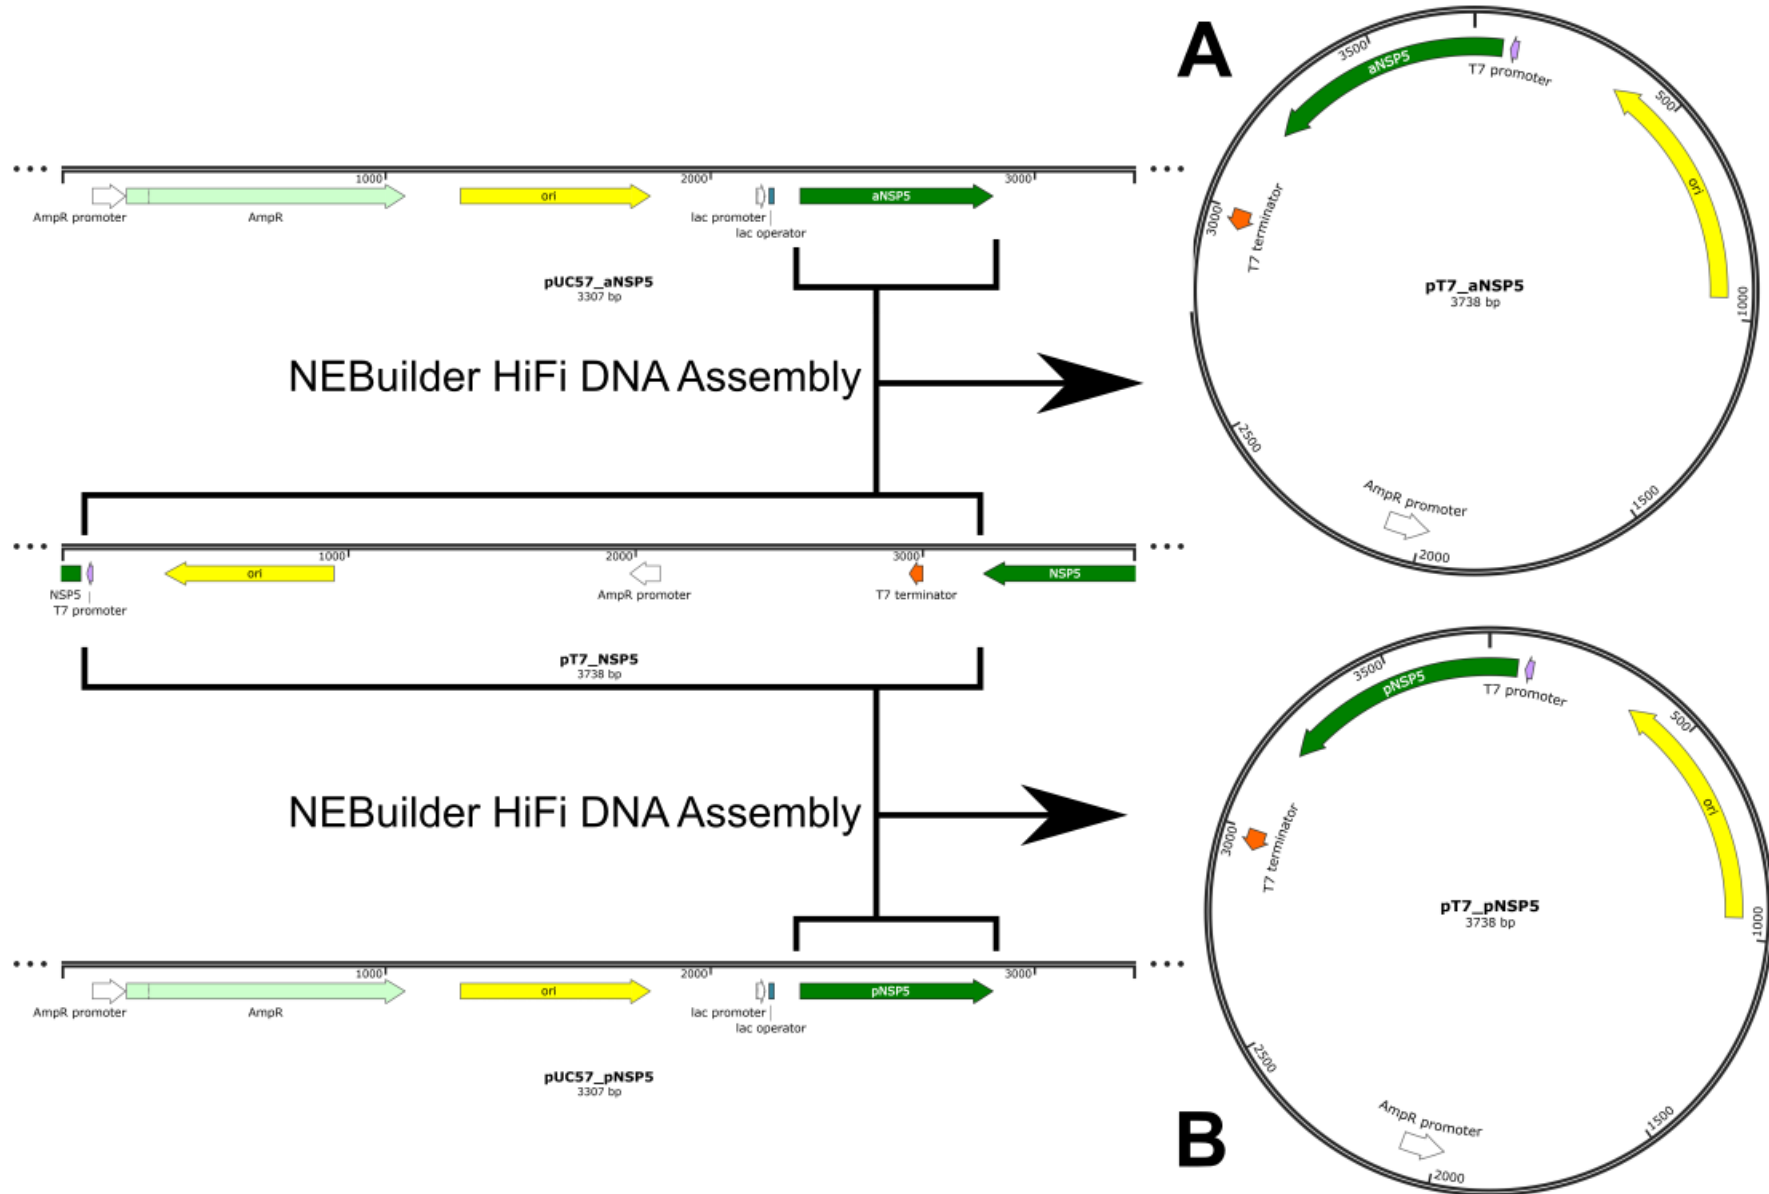 A
3500
aNSP5
T7 promoter
500
ori
1000
T7 terminator
3000
pT7_aNSP5
3738 bp
2500
AmpR promoter
1500
2000
1000
2000
3000
AmpR promoter
AmpR
ori
lac promoter
lac operator
aNSP5
pUC57_aNSP5
3307 bp
NEBuilder HiFi DNA Assembly
1000
2000
3000
NSP5
T7 promoter
ori
AmpR promoter
T7 terminator
NSP5
pT7_NSP5
3738 bp
NEBuilder HiFi DNA Assembly
1000
2000
3000
AmpR promoter
AmpR
ori
lac promoter
lac operator
pNSP5
pUC57_pNSP5
3307 bp
3500
pNSP5
T7 promoter
500
ori
1000
T7 terminator
3000
pT7_pNSP5
3738 bp
2500
AmpR promoter
1500
2000
B